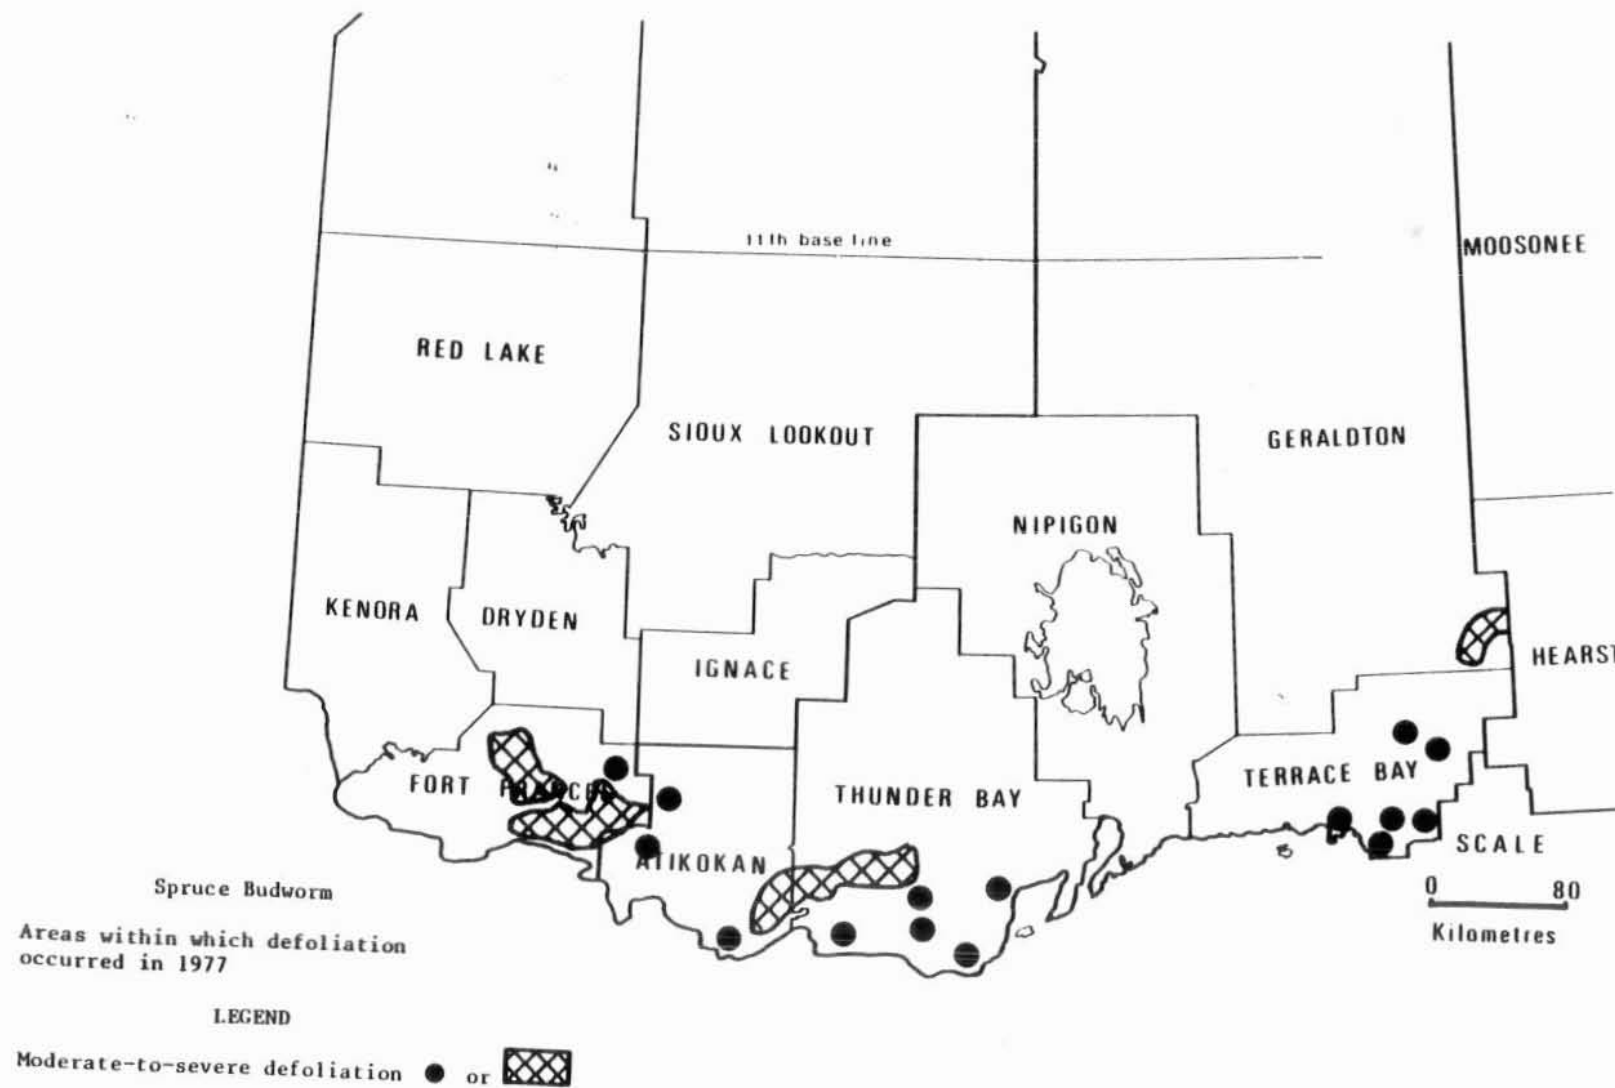 11th base line
MOOSONEE
RED LAKE
SIOUX LOOKOUT
GERALDTON
NIPIGON
KENORA
DRYDEN
IGNACE
HEARST
FORT FRANCES
THUNDER BAY
TERRACE BAY
ATIKOKAN
SCALE
0 80
Kilometres
Spruce Budworm
Areas within which defoliation
occurred in 1977
LEGEND
Moderate-to-severe defoliation or